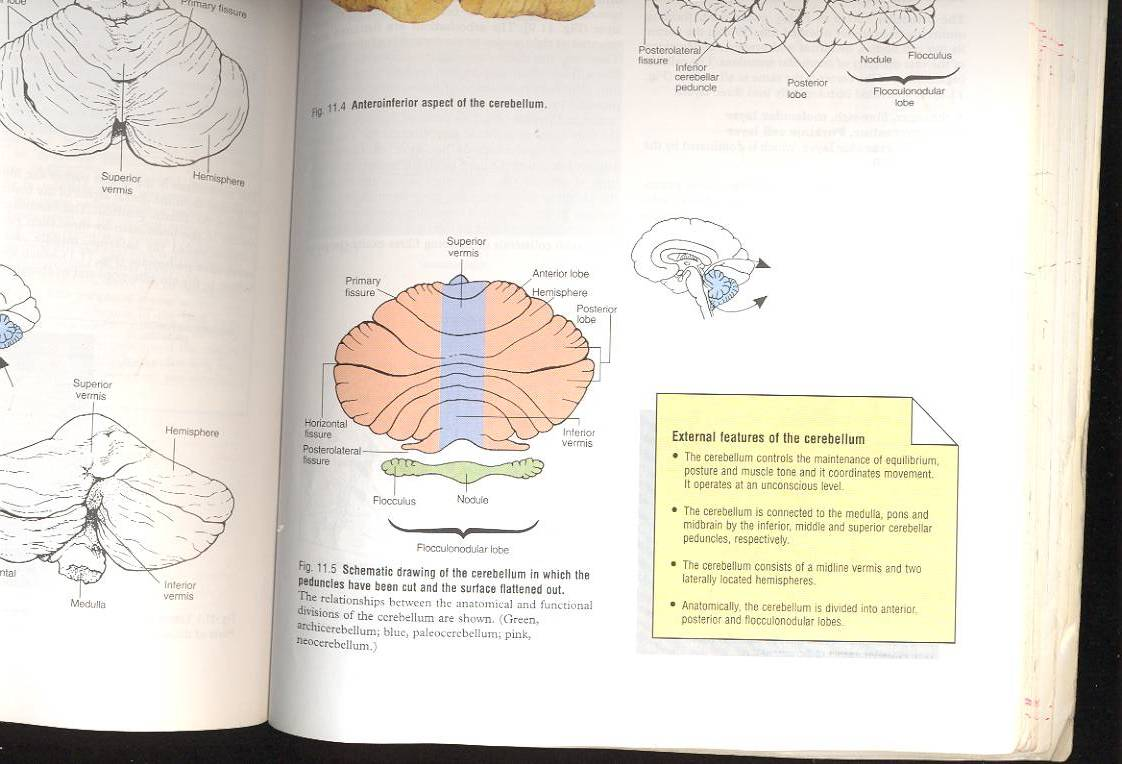 lobe
Primary fissure
Superior
vermis
Hemisphere
Superior
vermis
Hemisphere
Inferior
vermis
Medulla
Fig. 11.4 Anteroinferior aspect of the cerebellum.
Posterolateral
fissure
Inferior
cerebellar
peduncle
Posterior
lobe
Nodule
Flocculus
Flocculonodular
lobe
Superior
vermis
Primary
fissure
Anterior lobe
Hemisphere
Posterior
lobe
Horizontal
fissure
Posterolateral
fissure
Inferior
vermis
Flocculus
Nodule
Flocculonodular lobe
Fig. 11.5 Schematic drawing of the cerebellum in which the
peduncles have been cut and the surface flattened out.
The relationships between the anatomical and functional
divisions of the cerebellum are shown. (Green,
archicerebellum; blue, paleocerebellum; pink,
neocerebellum.)
External features of the cerebellum
• The cerebellum controls the maintenance of equilibrium,
posture and muscle tone and it coordinates movement.
It operates at an unconscious level.
• The cerebellum is connected to the medulla, pons and
midbrain by the inferior, middle and superior cerebellar
peduncles, respectively.
• The cerebellum consists of a midline vermis and two
laterally located hemispheres.
• Anatomically, the cerebellum is divided into anterior,
posterior and flocculonodular lobes.